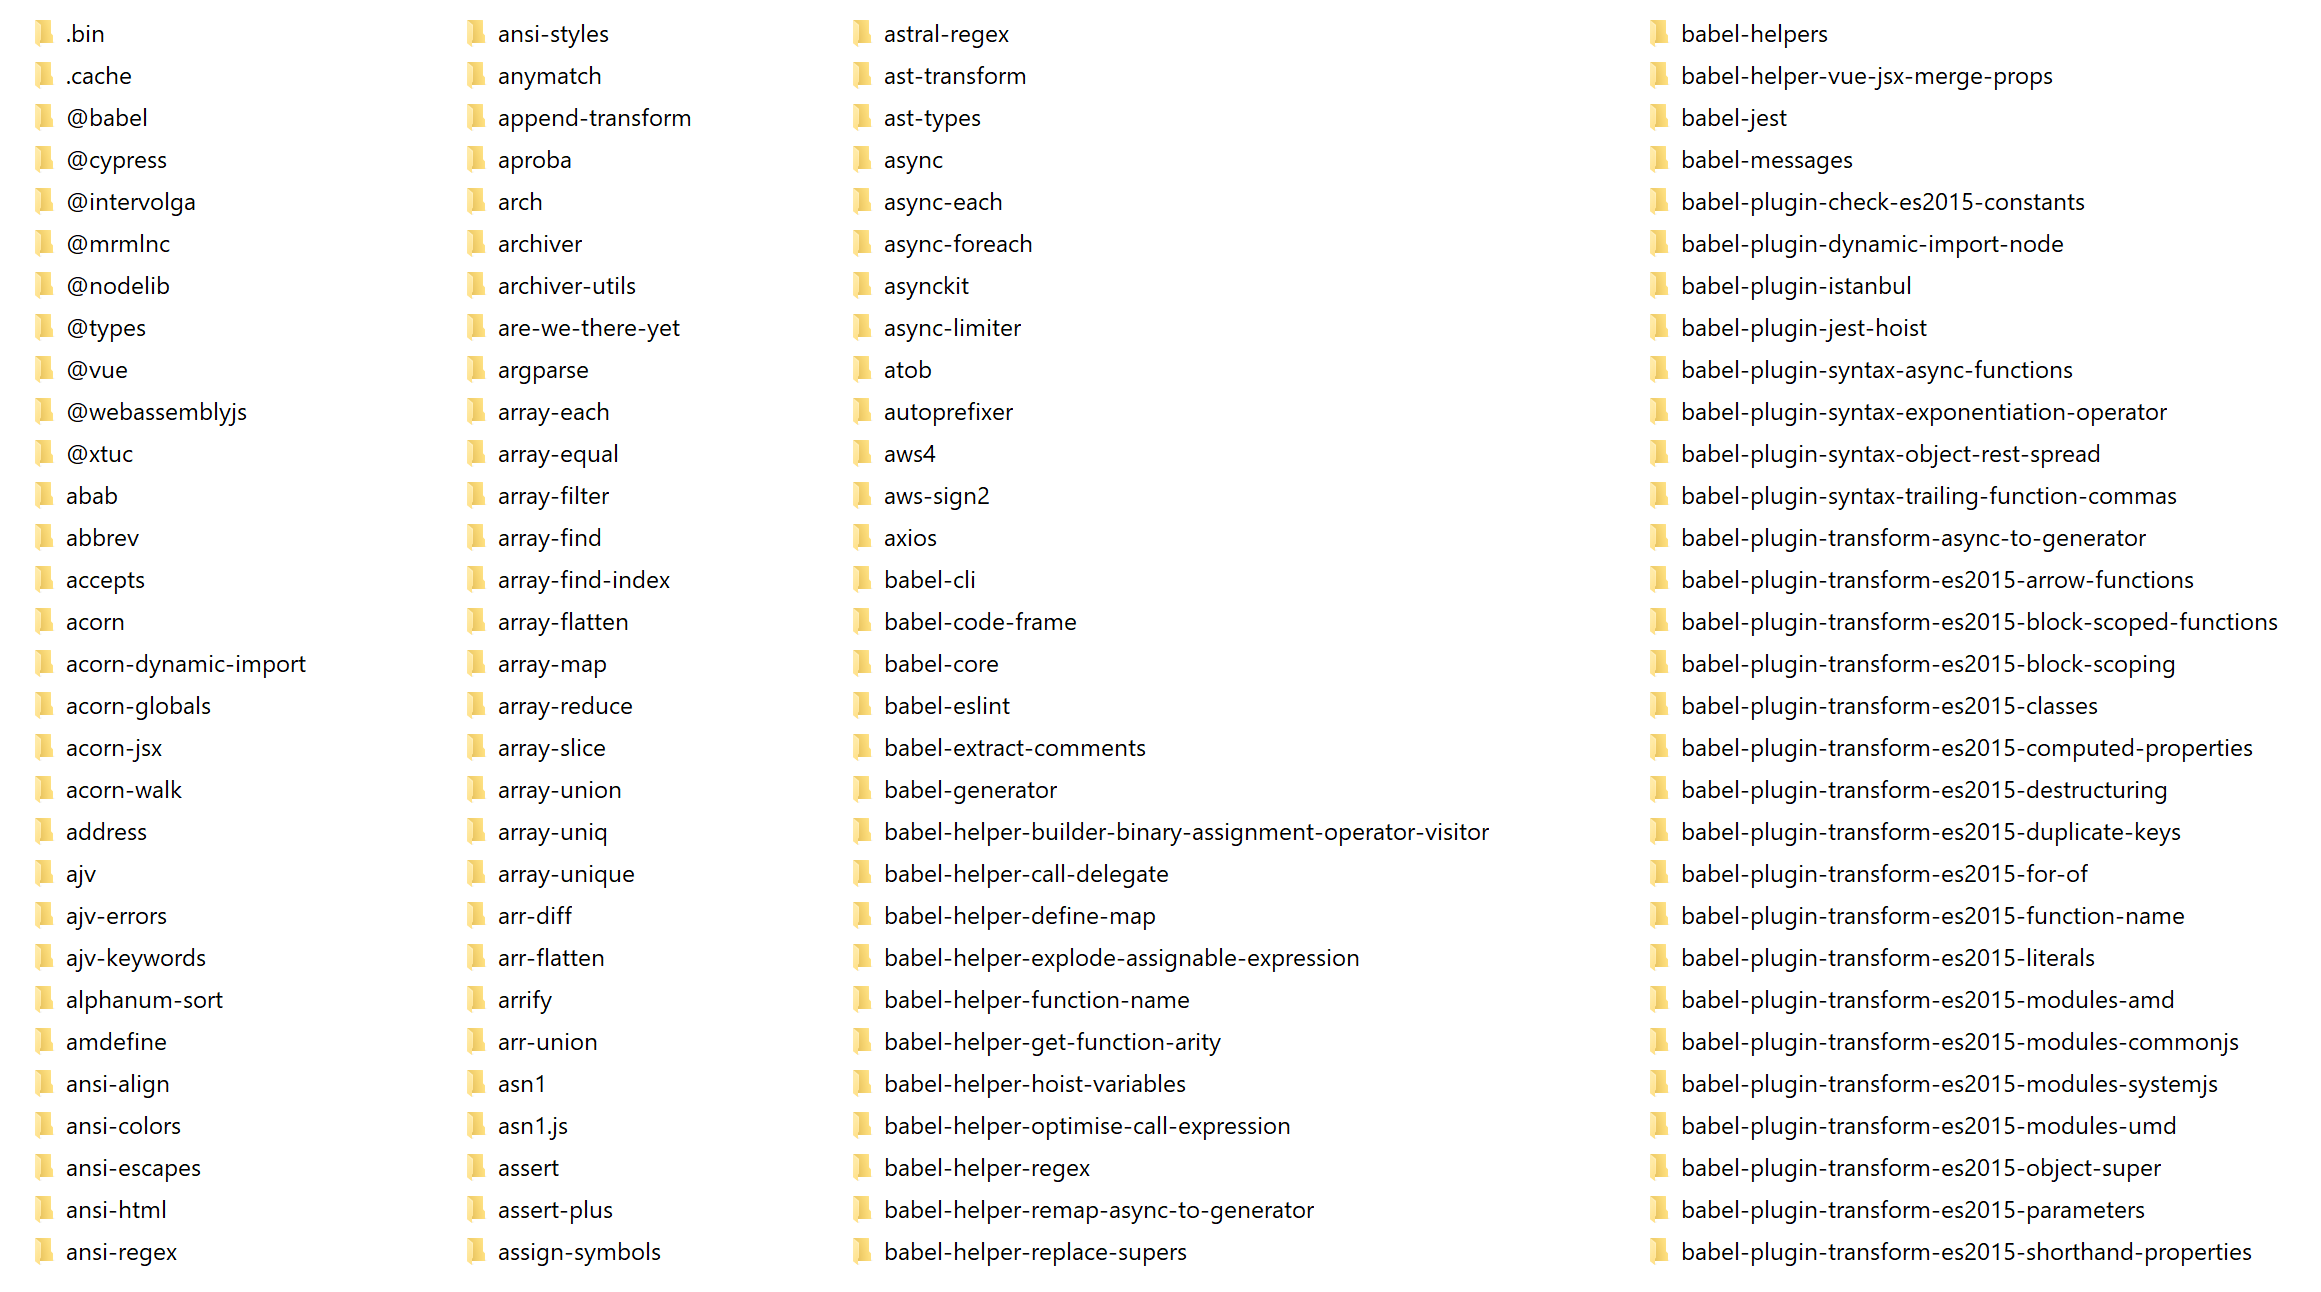 .bin
.cache
@babel
@cypress
@intervolga
@mrmlnc
@nodelib
@types
@vue
@webassemblyjs
@xtuc
abab
abbrev
accepts
acorn
acorn-dynamic-import
acorn-globals
acorn-jsx
acorn-walk
address
ajv
ajv-errors
ajv-keywords
alphanum-sort
amdefine
ansi-align
ansi-colors
ansi-escapes
ansi-html
ansi-regex
ansi-styles
anymatch
append-transform
aproba
arch
archiver
archiver-utils
are-we-there-yet
argparse
array-each
array-equal
array-filter
array-find
array-find-index
array-flatten
array-map
array-reduce
array-slice
array-union
array-uniq
array-unique
arr-diff
arr-flatten
arrify
arr-union
asn1
asn1.js
assert
assert-plus
assign-symbols
astral-regex
ast-transform
ast-types
async
async-each
async-foreach
asynckit
async-limiter
atob
autoprefixer
aws4
aws-sign2
axios
babel-cli
babel-code-frame
babel-core
babel-eslint
babel-extract-comments
babel-generator
babel-helper-builder-binary-assignment-operator-visitor
babel-helper-call-delegate
babel-helper-define-map
babel-helper-explode-assignable-expression
babel-helper-function-name
babel-helper-get-function-arity
babel-helper-hoist-variables
babel-helper-optimise-call-expression
babel-helper-regex
babel-helper-remap-async-to-generator
babel-helper-replace-supers
babel-helpers
babel-helper-vue-jsx-merge-props
babel-jest
babel-messages
babel-plugin-check-es2015-constants
babel-plugin-dynamic-import-node
babel-plugin-istanbul
babel-plugin-jest-hoist
babel-plugin-syntax-async-functions
babel-plugin-syntax-exponentiation-operator
babel-plugin-syntax-object-rest-spread
babel-plugin-syntax-trailing-function-commas
babel-plugin-transform-async-to-generator
babel-plugin-transform-es2015-arrow-functions
babel-plugin-transform-es2015-block-scoped-functions
babel-plugin-transform-es2015-block-scoping
babel-plugin-transform-es2015-classes
babel-plugin-transform-es2015-computed-properties
babel-plugin-transform-es2015-destructuring
babel-plugin-transform-es2015-duplicate-keys
babel-plugin-transform-es2015-for-of
babel-plugin-transform-es2015-function-name
babel-plugin-transform-es2015-literals
babel-plugin-transform-es2015-modules-amd
babel-plugin-transform-es2015-modules-commonjs
babel-plugin-transform-es2015-modules-systemjs
babel-plugin-transform-es2015-modules-umd
babel-plugin-transform-es2015-object-super
babel-plugin-transform-es2015-parameters
babel-plugin-transform-es2015-shorthand-properties